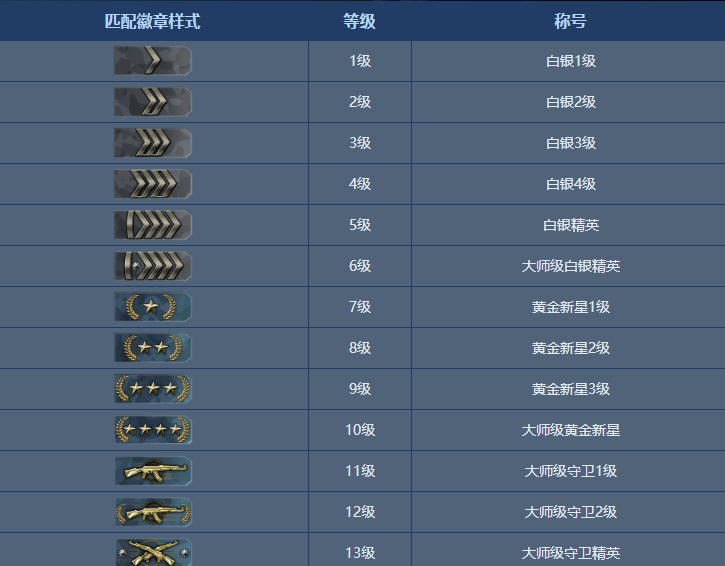 匹配徽章样式 等级 称号
1级 白银1级
2级 白银2级
3级 白银3级
4级 白银4级
5级 白银精英
6级 大师级白银精英
7级 黄金新星1级
8级 黄金新星2级
9级 黄金新星3级
10级 大师级黄金新星
11级 大师级守卫1级
12级 大师级守卫2级
13级 大师级守卫精英